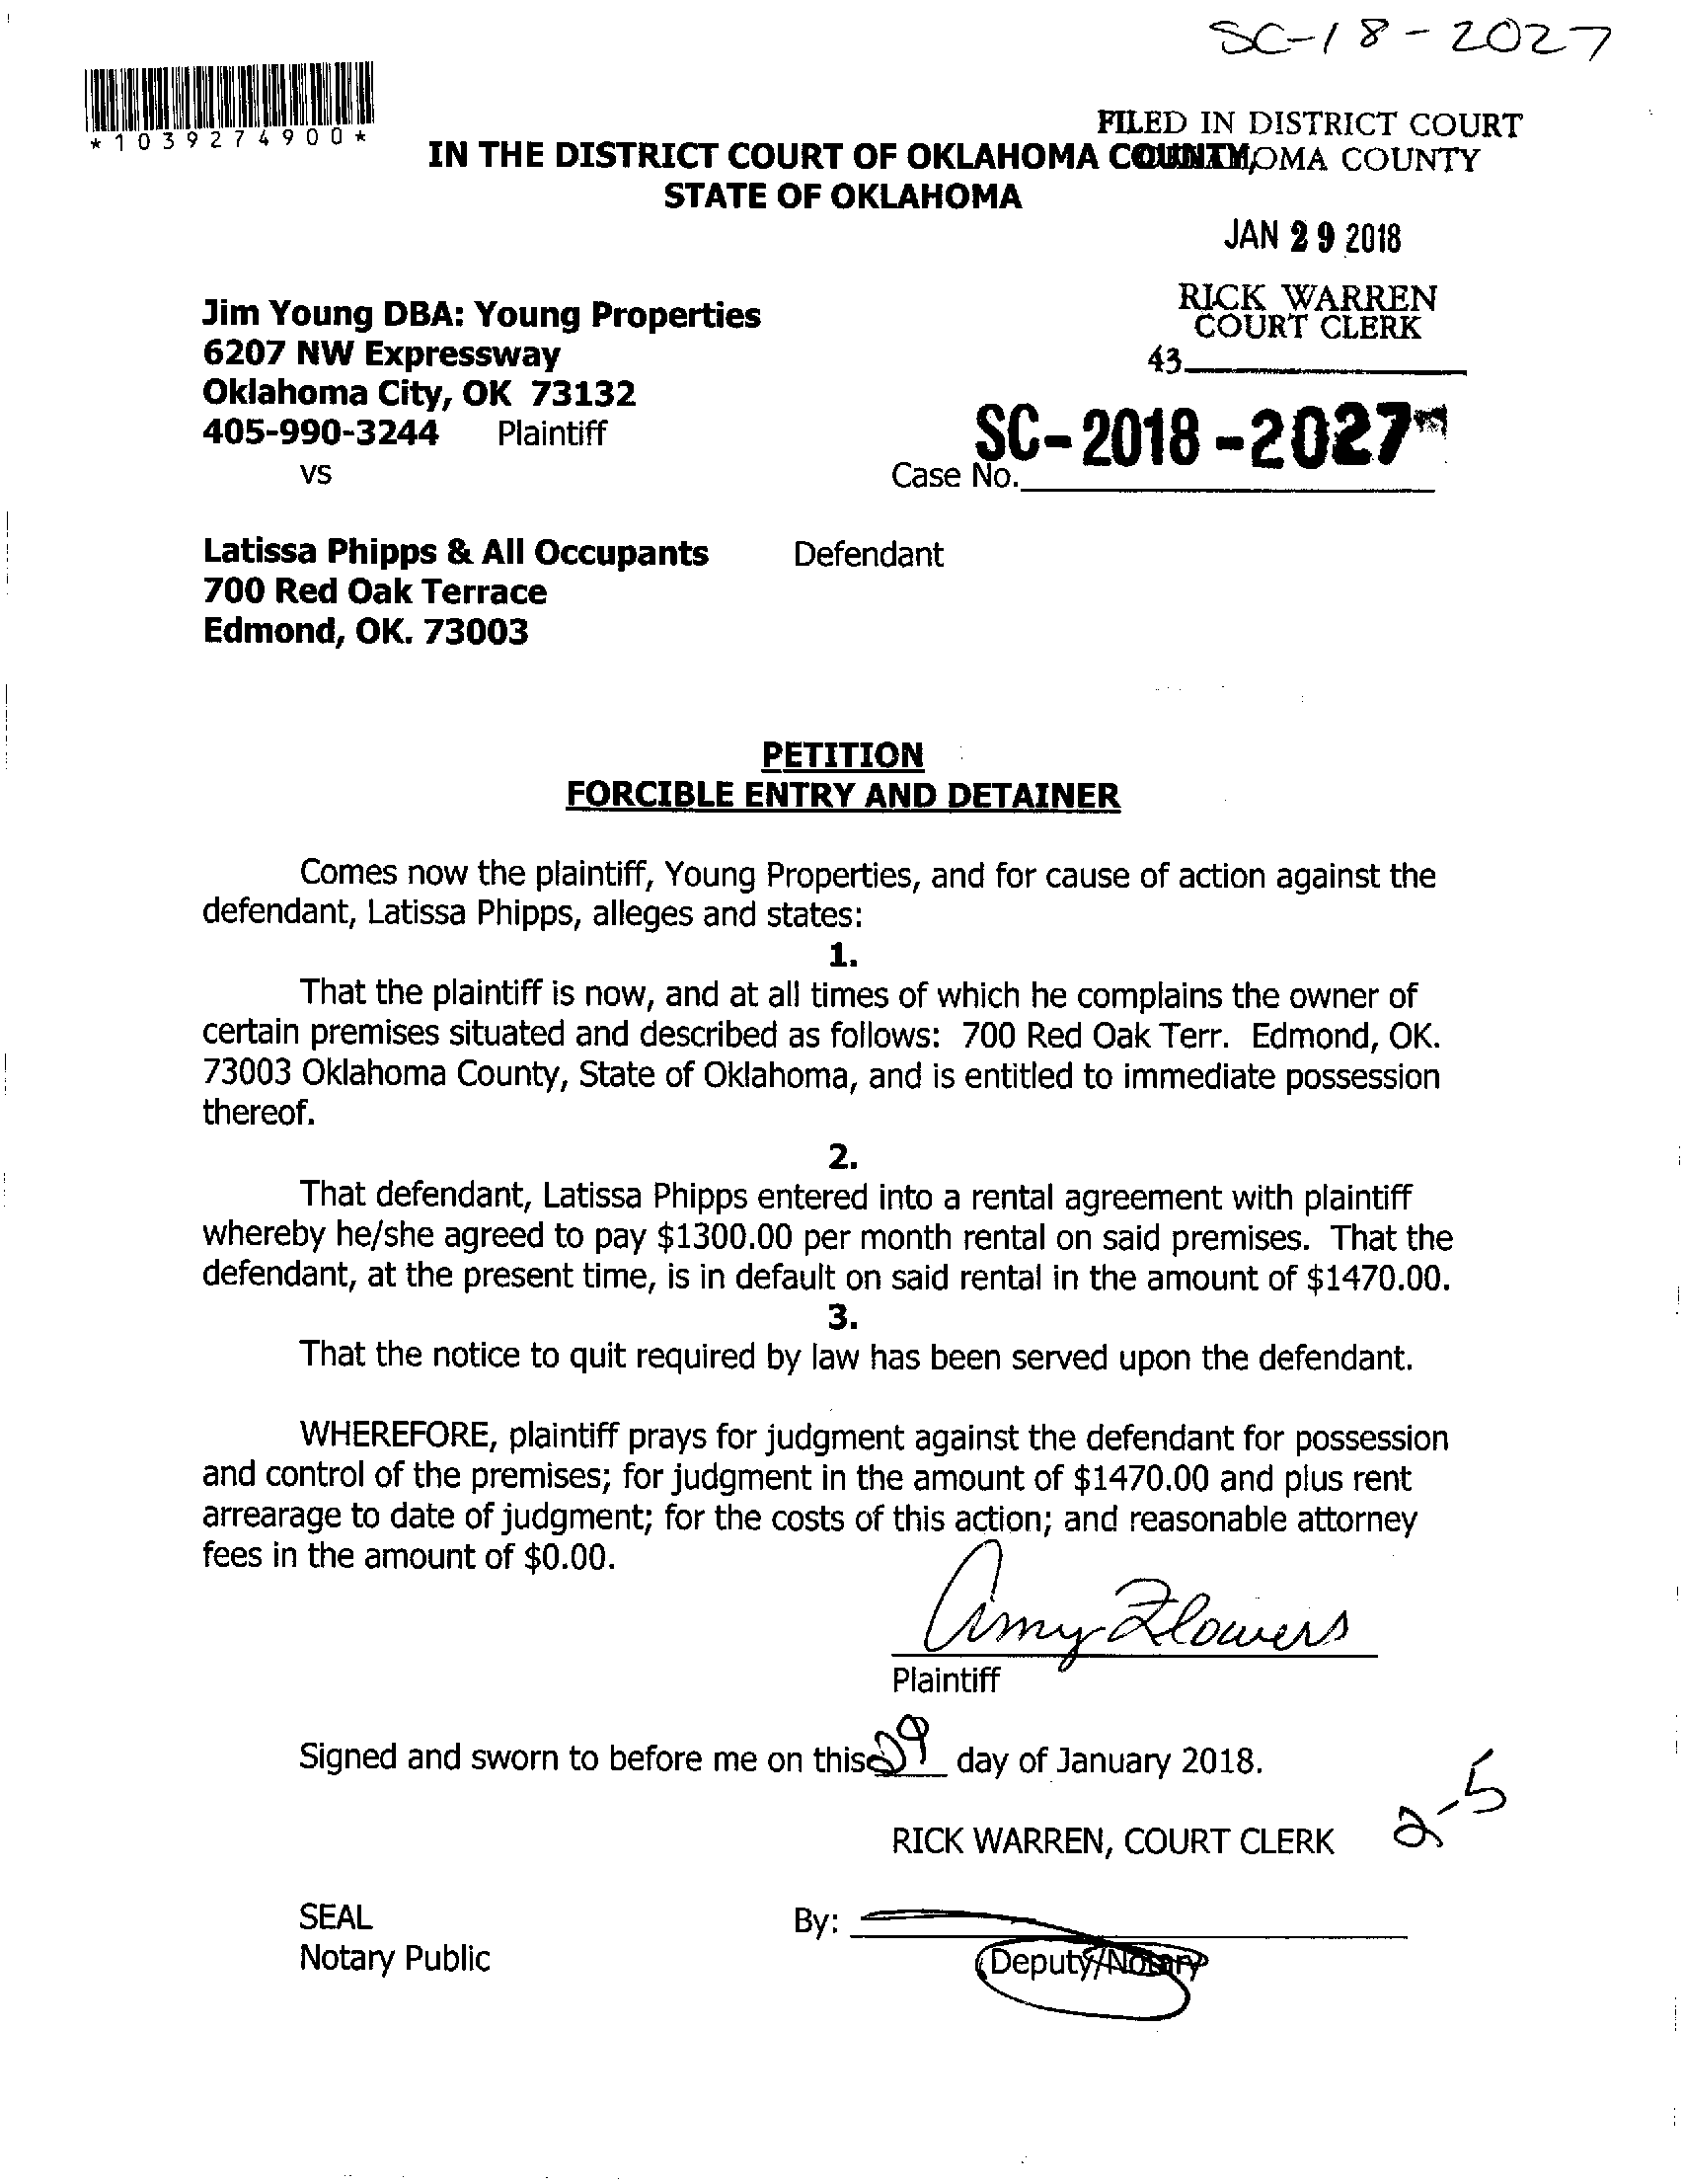 SC-18-2027
*1039274900*
FILED IN DISTRICT COURT
IN THE DISTRICT COURT OF OKLAHOMA COUNTY,
OMA COUNTY
STATE OF OKLAHOMA
JAN 29 2018
RICK WARREN
COURT CLERK
43
Jim Young DBA: Young Properties
6207 NW Expressway
Oklahoma City, OK 73132
405-990-3244 Plaintiff
vs
SC-2018-2027
Case No.
Latissa Phipps & All Occupants Defendant
700 Red Oak Terrace
Edmond, OK. 73003
PETITION
FORCIBLE ENTRY AND DETAINER
Comes now the plaintiff, Young Properties, and for cause of action against the
defendant, Latissa Phipps, alleges and states:
1.
That the plaintiff is now, and at all times of which he complains the owner of
certain premises situated and described as follows: 700 Red Oak Terr. Edmond, OK.
73003 Oklahoma County, State of Oklahoma, and is entitled to immediate possession
thereof.
2.
That defendant, Latissa Phipps entered into a rental agreement with plaintiff
whereby he/she agreed to pay $1300.00 per month rental on said premises. That the
defendant, at the present time, is in default on said rental in the amount of $1470.00.
3.
That the notice to quit required by law has been served upon the defendant.
WHEREFORE, plaintiff prays for judgment against the defendant for possession
and control of the premises; for judgment in the amount of $1470.00 and plus rent
arrearage to date of judgment; for the costs of this action; and reasonable attorney
fees in the amount of $0.00.
Amy Flowers
Plaintiff
Signed and sworn to before me on this 29 day of January 2018.
2-5
RICK WARREN, COURT CLERK
SEAL
By:
Notary Public
Deputy/Notary